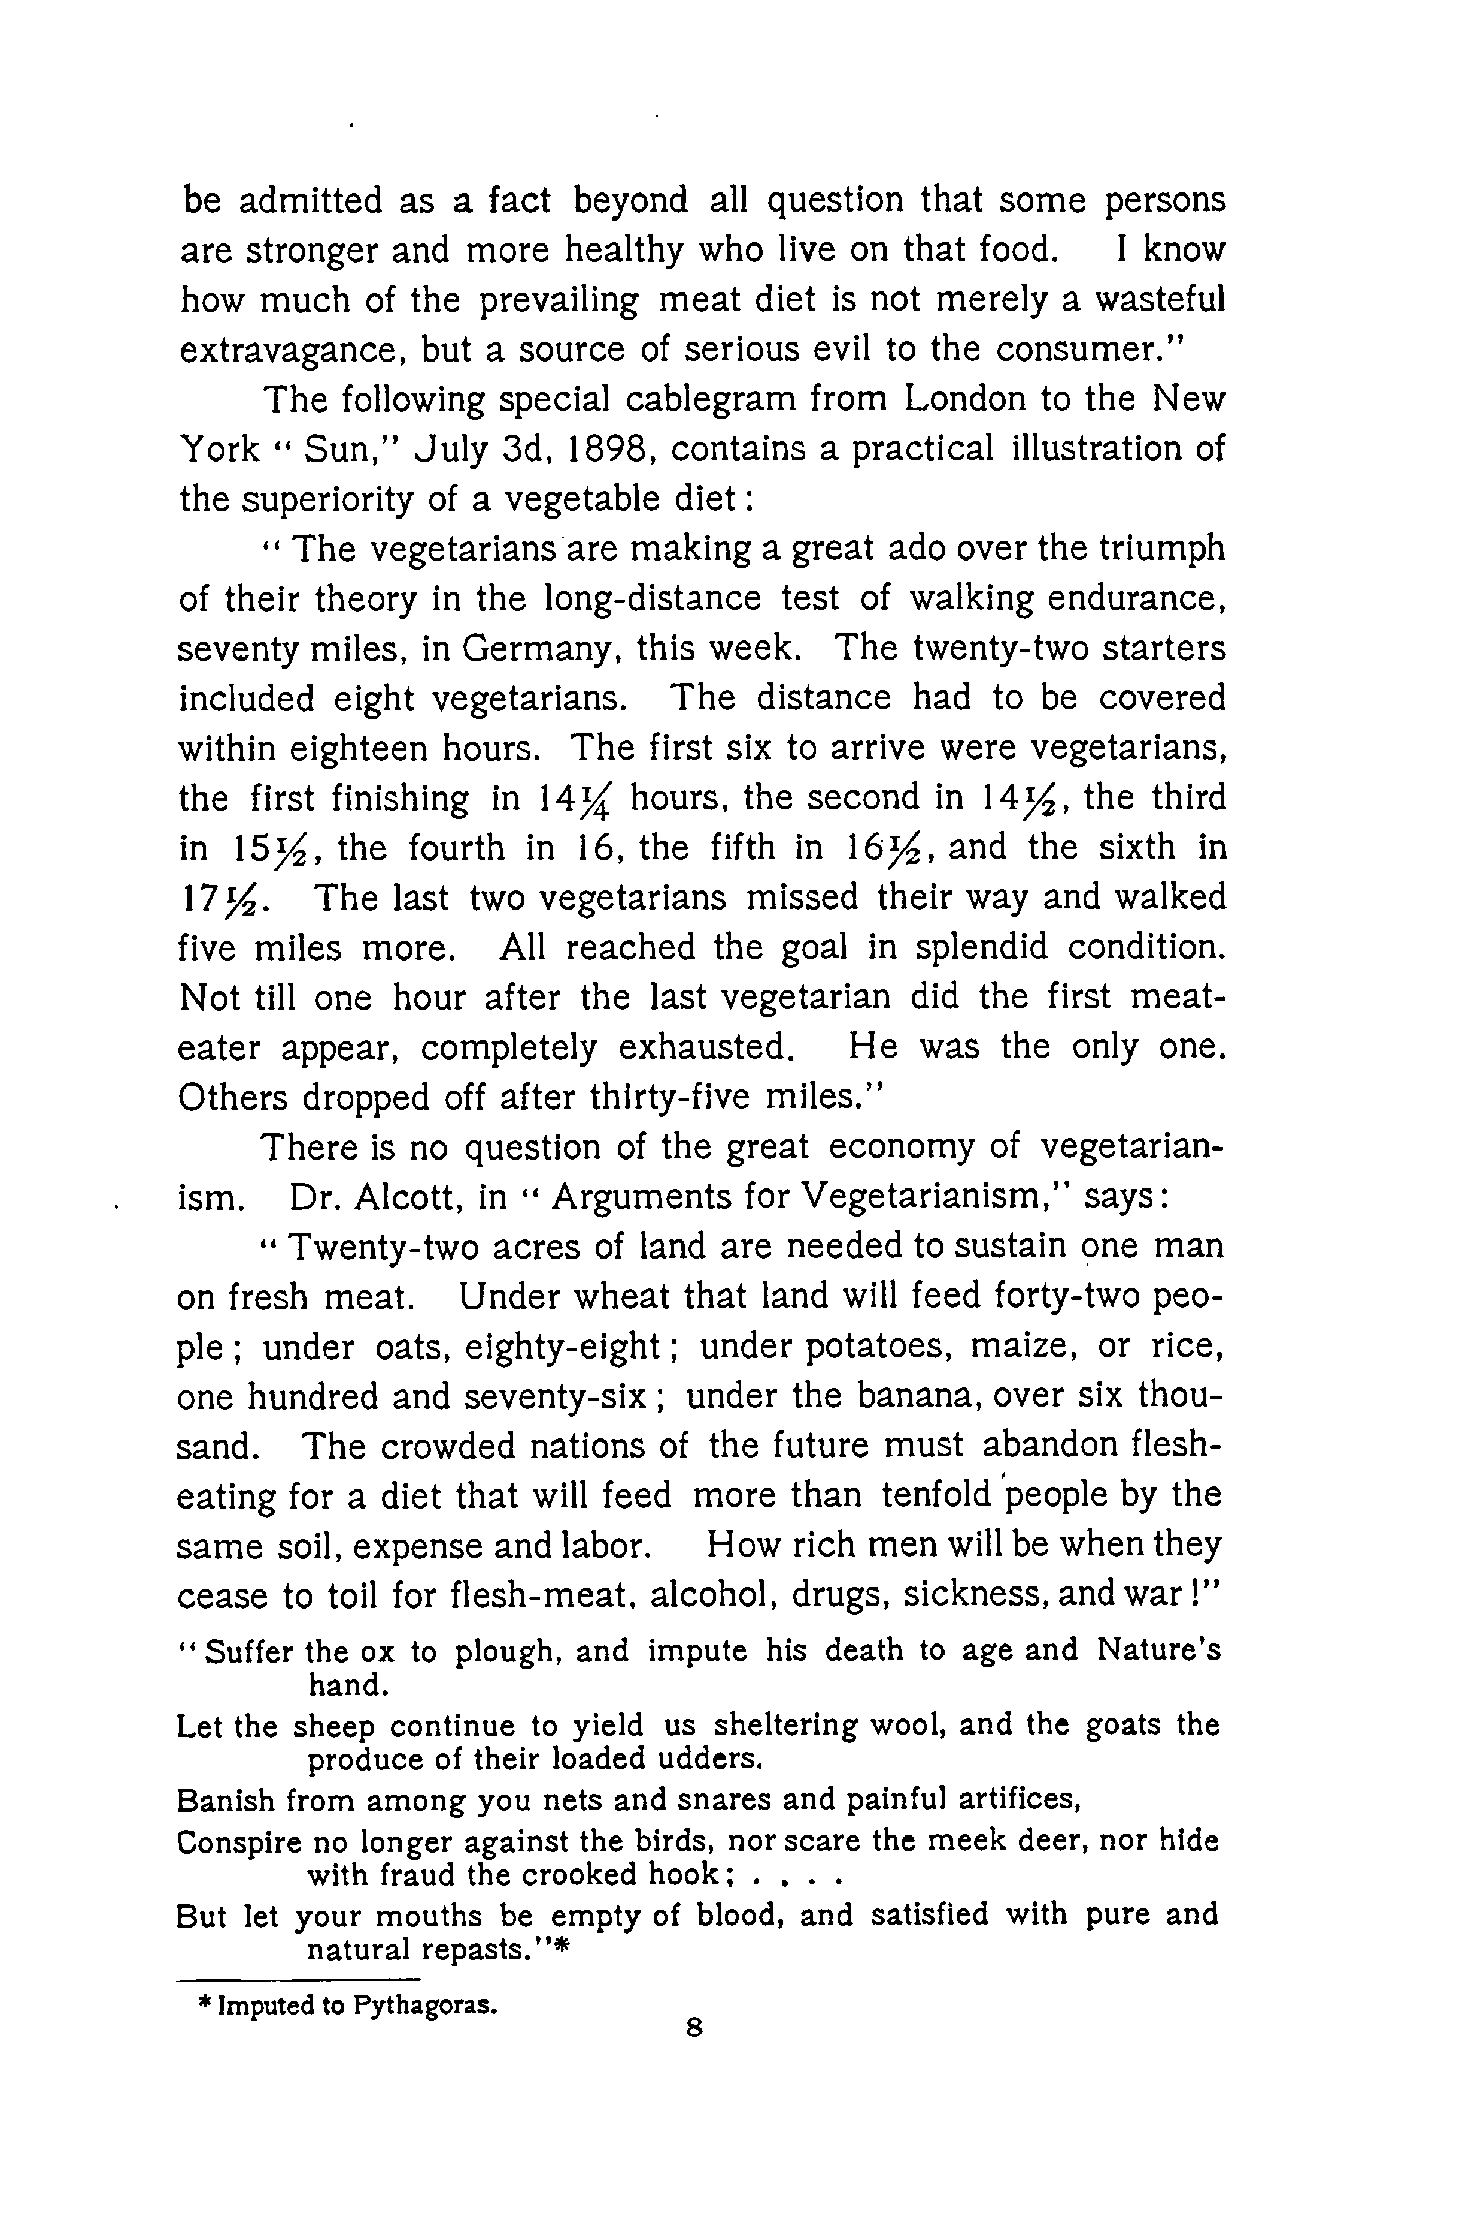 be admitted as a fact beyond all question that some persons
are stronger and more healthy who live on that food. I know
how much of the prevailing meat diet is not merely a wasteful
extravagance, but a source of serious evil to the consumer."
The following special cablegram from London to the New
York " Sun," July 3d, 1898, contains a practical illustration of
the superiority of a vegetable diet :
" The vegetarians are making a great ado over the triumph
of their theory in the long-distance test of walking endurance,
seventy miles, in Germany, this week. The twenty-two starters
included eight vegetarians. The distance had to be covered
within eighteen hours. The first six to arrive were vegetarians,
the first finishing in 14¼ hours, the second in 14½, the third
in 15½, the fourth in 16, the fifth in 16½, and the sixth in
17½. The last two vegetarians missed their way and walked
five miles more. All reached the goal in splendid condition.
Not till one hour after the last vegetarian did the first meat-
eater appear, completely exhausted. He was the only one.
Others dropped off after thirty-five miles."
There is no question of the great economy of vegetarian-
ism. Dr. Alcott, in " Arguments for Vegetarianism," says :
" Twenty-two acres of land are needed to sustain one man
on fresh meat. Under wheat that land will feed forty-two peo-
ple ; under oats, eighty-eight ; under potatoes, maize, or rice,
one hundred and seventy-six ; under the banana, over six thou-
sand. The crowded nations of the future must abandon flesh-
eating for a diet that will feed more than tenfold people by the
same soil, expense and labor. How rich men will be when they
cease to toil for flesh-meat, alcohol, drugs, sickness, and war !"
" Suffer the ox to plough, and impute his death to age and Nature's
hand.
Let the sheep continue to yield us sheltering wool, and the goats the
produce of their loaded udders.
Banish from among you nets and snares and painful artifices,
Conspire no longer against the birds, nor scare the meek deer, nor hide
with fraud the crooked hook ; . . . .
But let your mouths be empty of blood, and satisfied with pure and
natural repasts."*
* Imputed to Pythagoras.
8